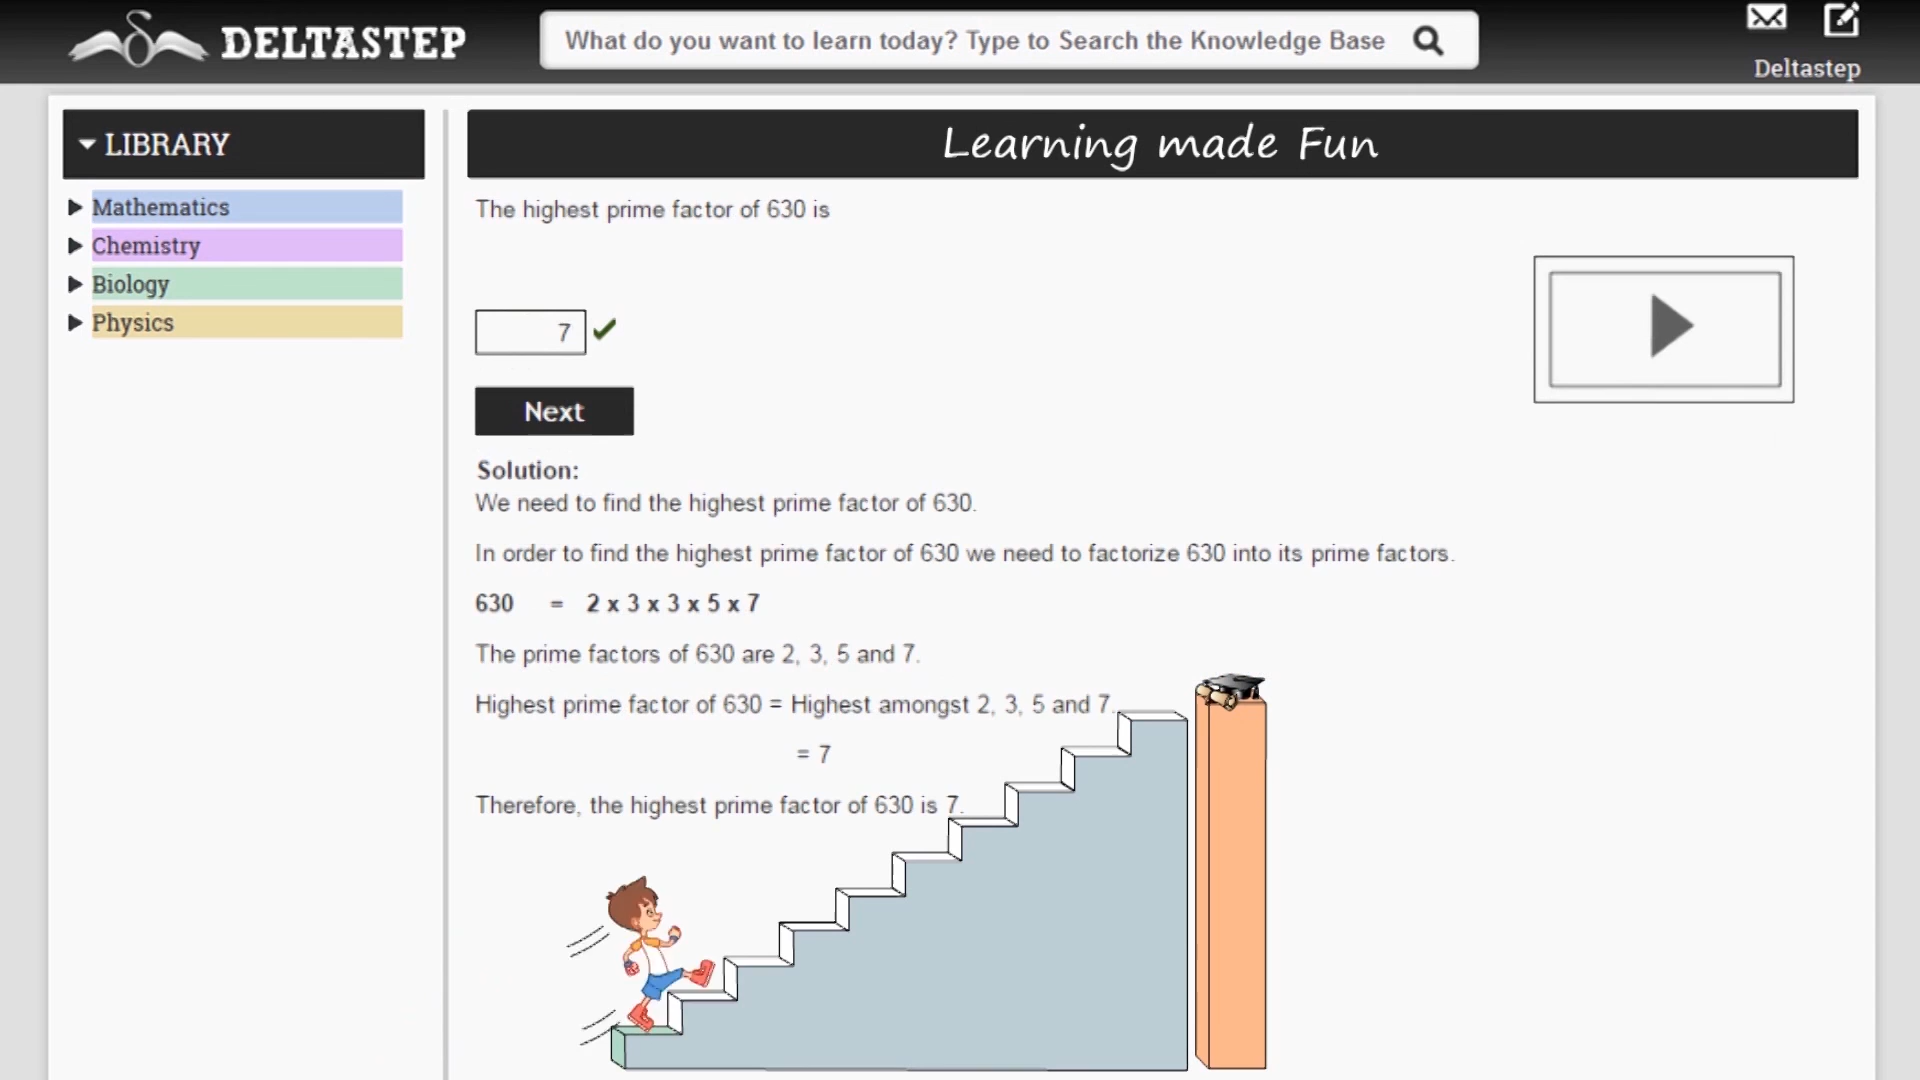 DELTASTEP
What do you want to learn today? Type to Search the Knowledge Base
Deltastep
LIBRARY
Mathematics
Chemistry
Biology
Physics
Learning made Fun
The highest prime factor of 630 is
7
Next
Solution:
We need to find the highest prime factor of 630.
In order to find the highest prime factor of 630 we need to factorize 630 into its prime factors.
630 = 2 x 3 x 3 x 5 x 7
The prime factors of 630 are 2, 3, 5 and 7.
Highest prime factor of 630 = Highest amongst 2, 3, 5 and 7.
= 7
Therefore, the highest prime factor of 630 is 7.